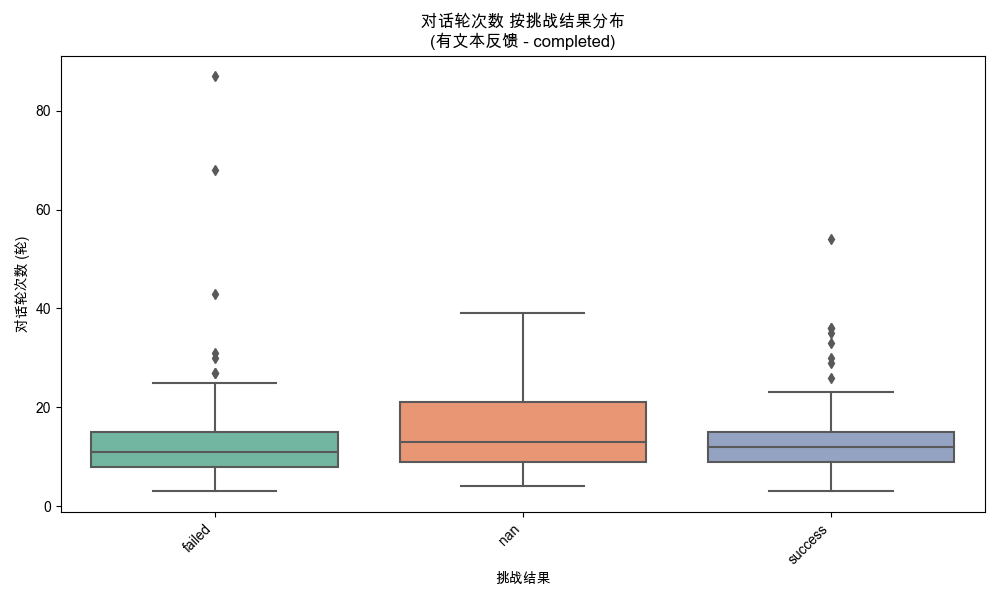 对话轮次数 按挑战结果分布
(有文本反馈 - completed)
对话轮次数 (轮)
80
60
40
20
0
failed
nan
success
挑战结果